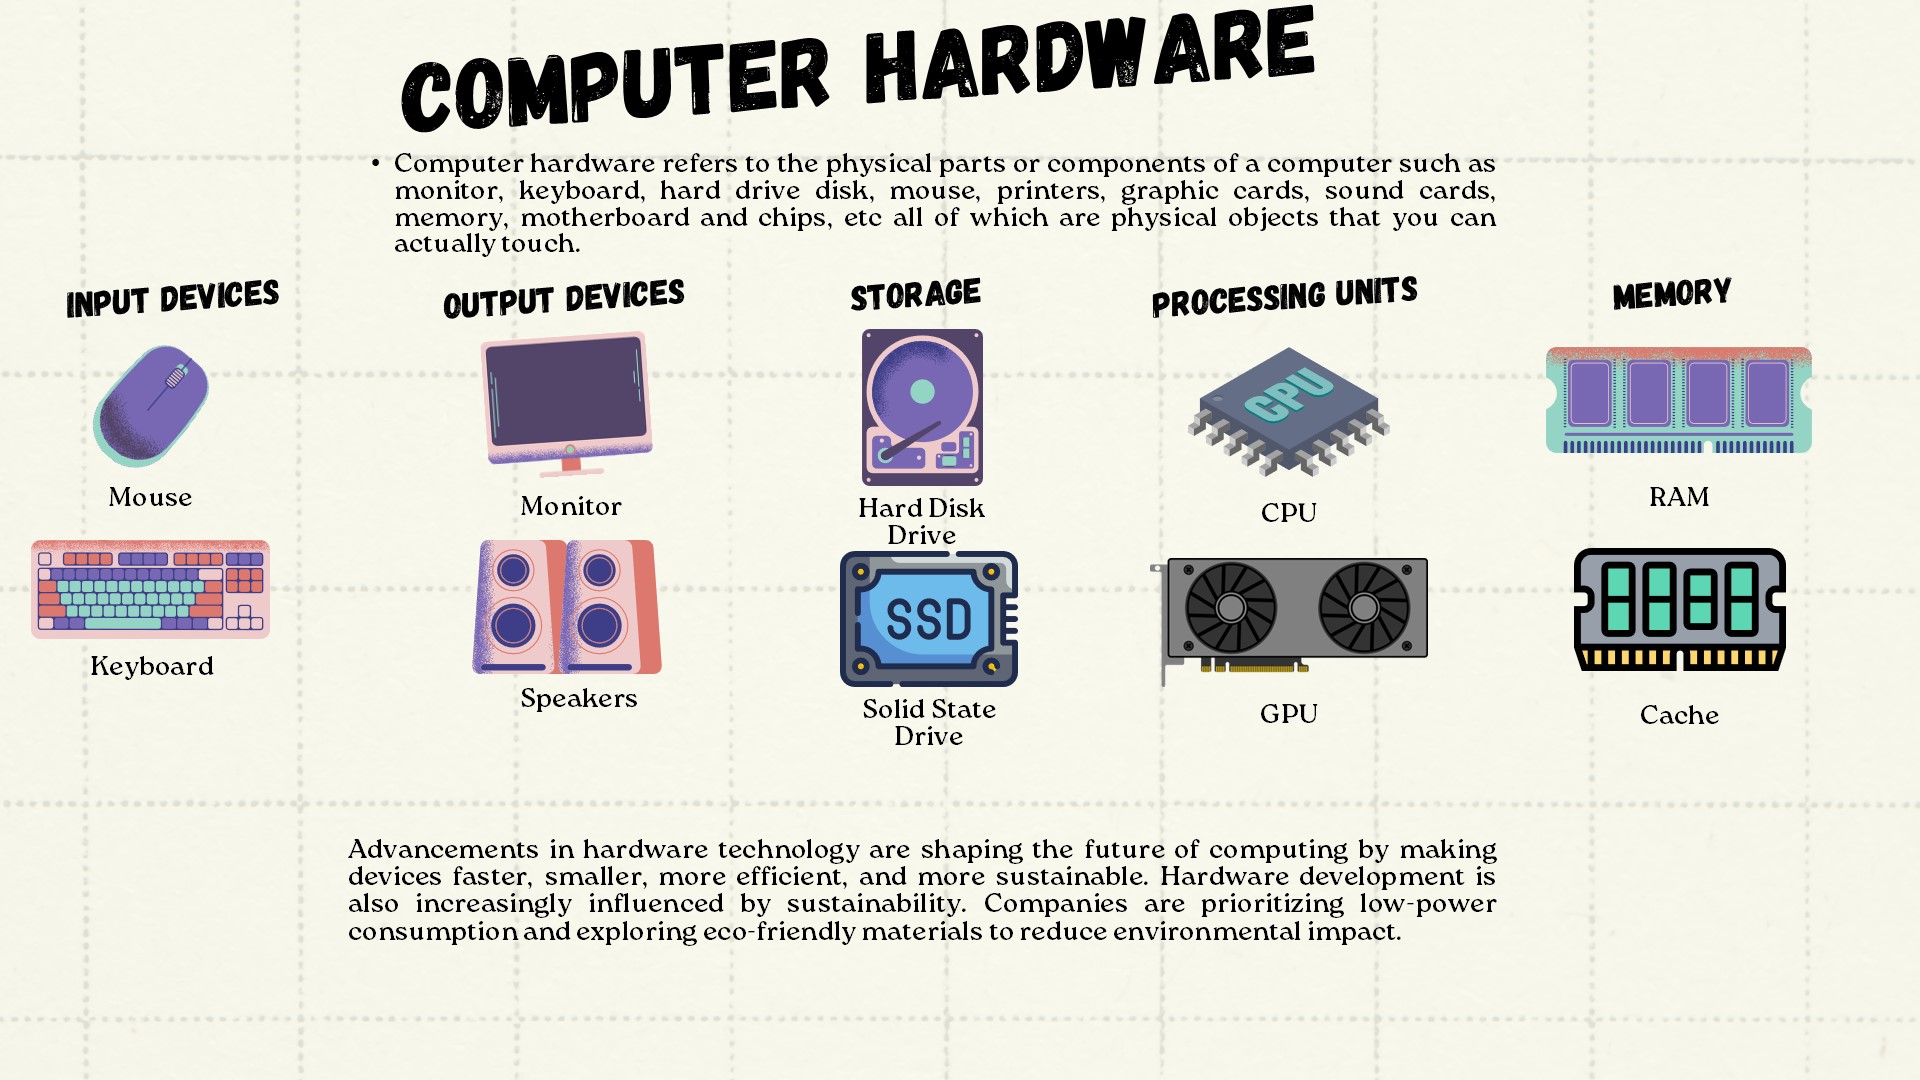 COMPUTER HARDWARE
• Computer hardware refers to the physical parts or components of a computer such as
monitor, keyboard, hard drive disk, mouse, printers, graphic cards, sound cards,
memory, motherboard and chips, etc all of which are physical objects that you can
actually touch.
INPUT DEVICES
OUTPUT DEVICES
STORAGE
PROCESSING UNITS
MEMORY
CPU
Mouse
Monitor
Hard Disk
Drive
CPU
RAM
SSD
Keyboard
Speakers
Solid State
Drive
GPU
Cache
Advancements in hardware technology are shaping the future of computing by making
devices faster, smaller, more efficient, and more sustainable. Hardware development is
also increasingly influenced by sustainability. Companies are prioritizing low-power
consumption and exploring eco-friendly materials to reduce environmental impact.